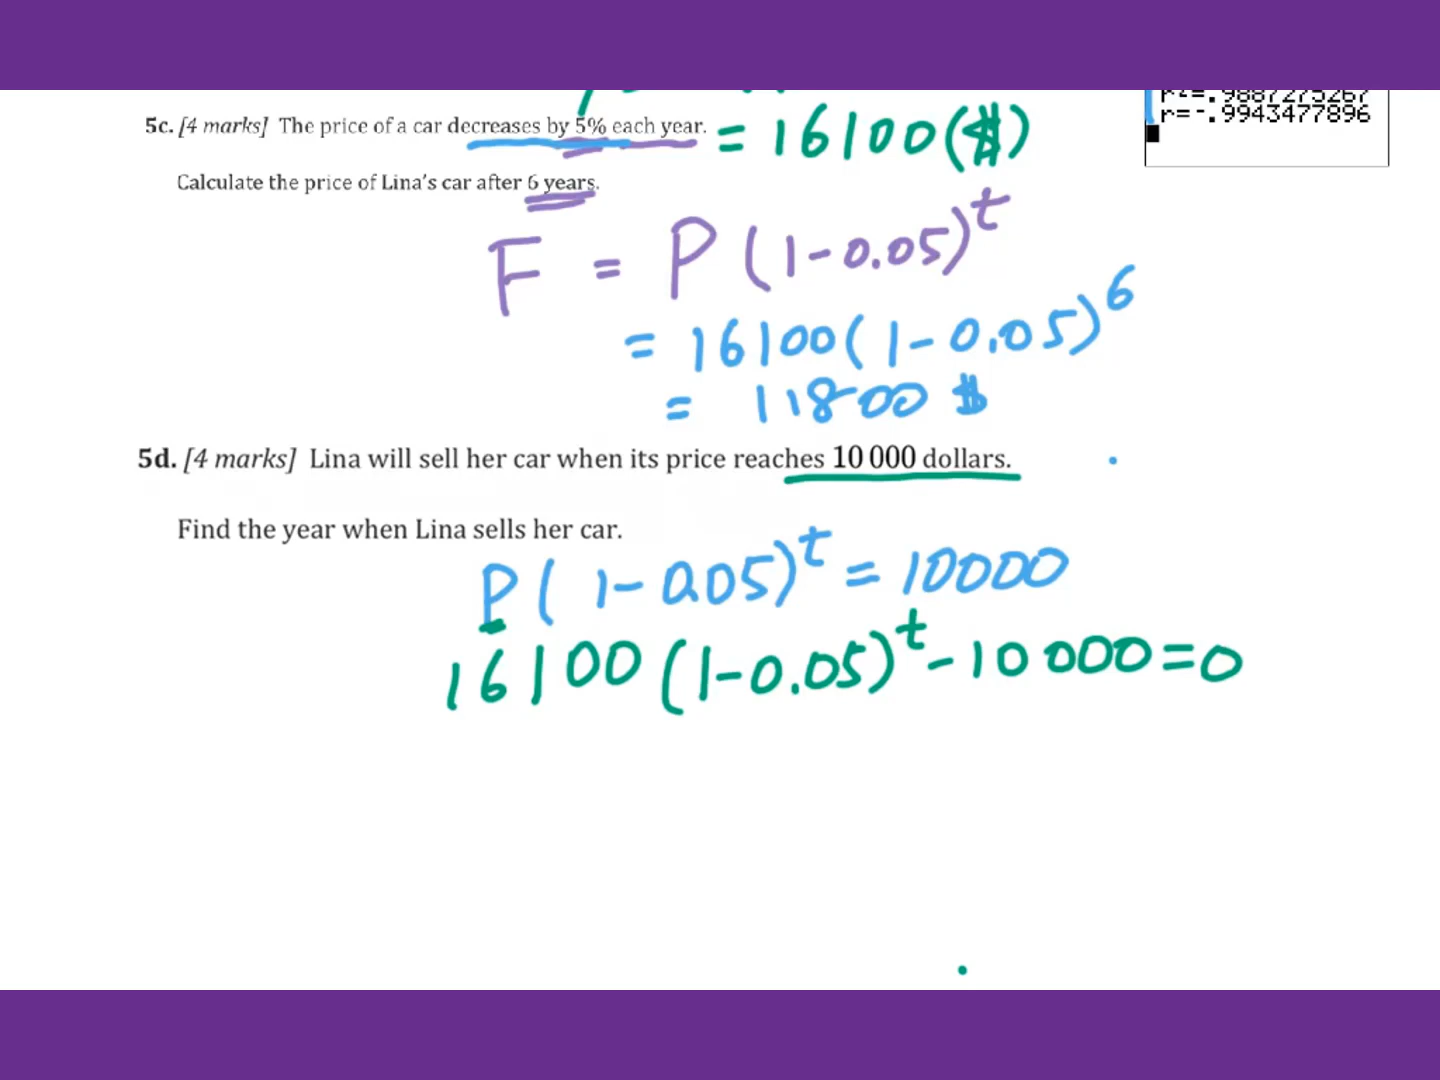 r²=.9887275267
r=-.9943477896
5c. [4 marks] The price of a car decreases by 5% each year.
= 16100($)
Calculate the price of Lina's car after 6 years.
F = P(1-0.05)^t
= 16100(1-0.05)^6
= 11800 $
5d. [4 marks] Lina will sell her car when its price reaches 10 000 dollars.
Find the year when Lina sells her car.
P(1-0.05)^t = 10000
16100(1-0.05)^t - 10000 = 0